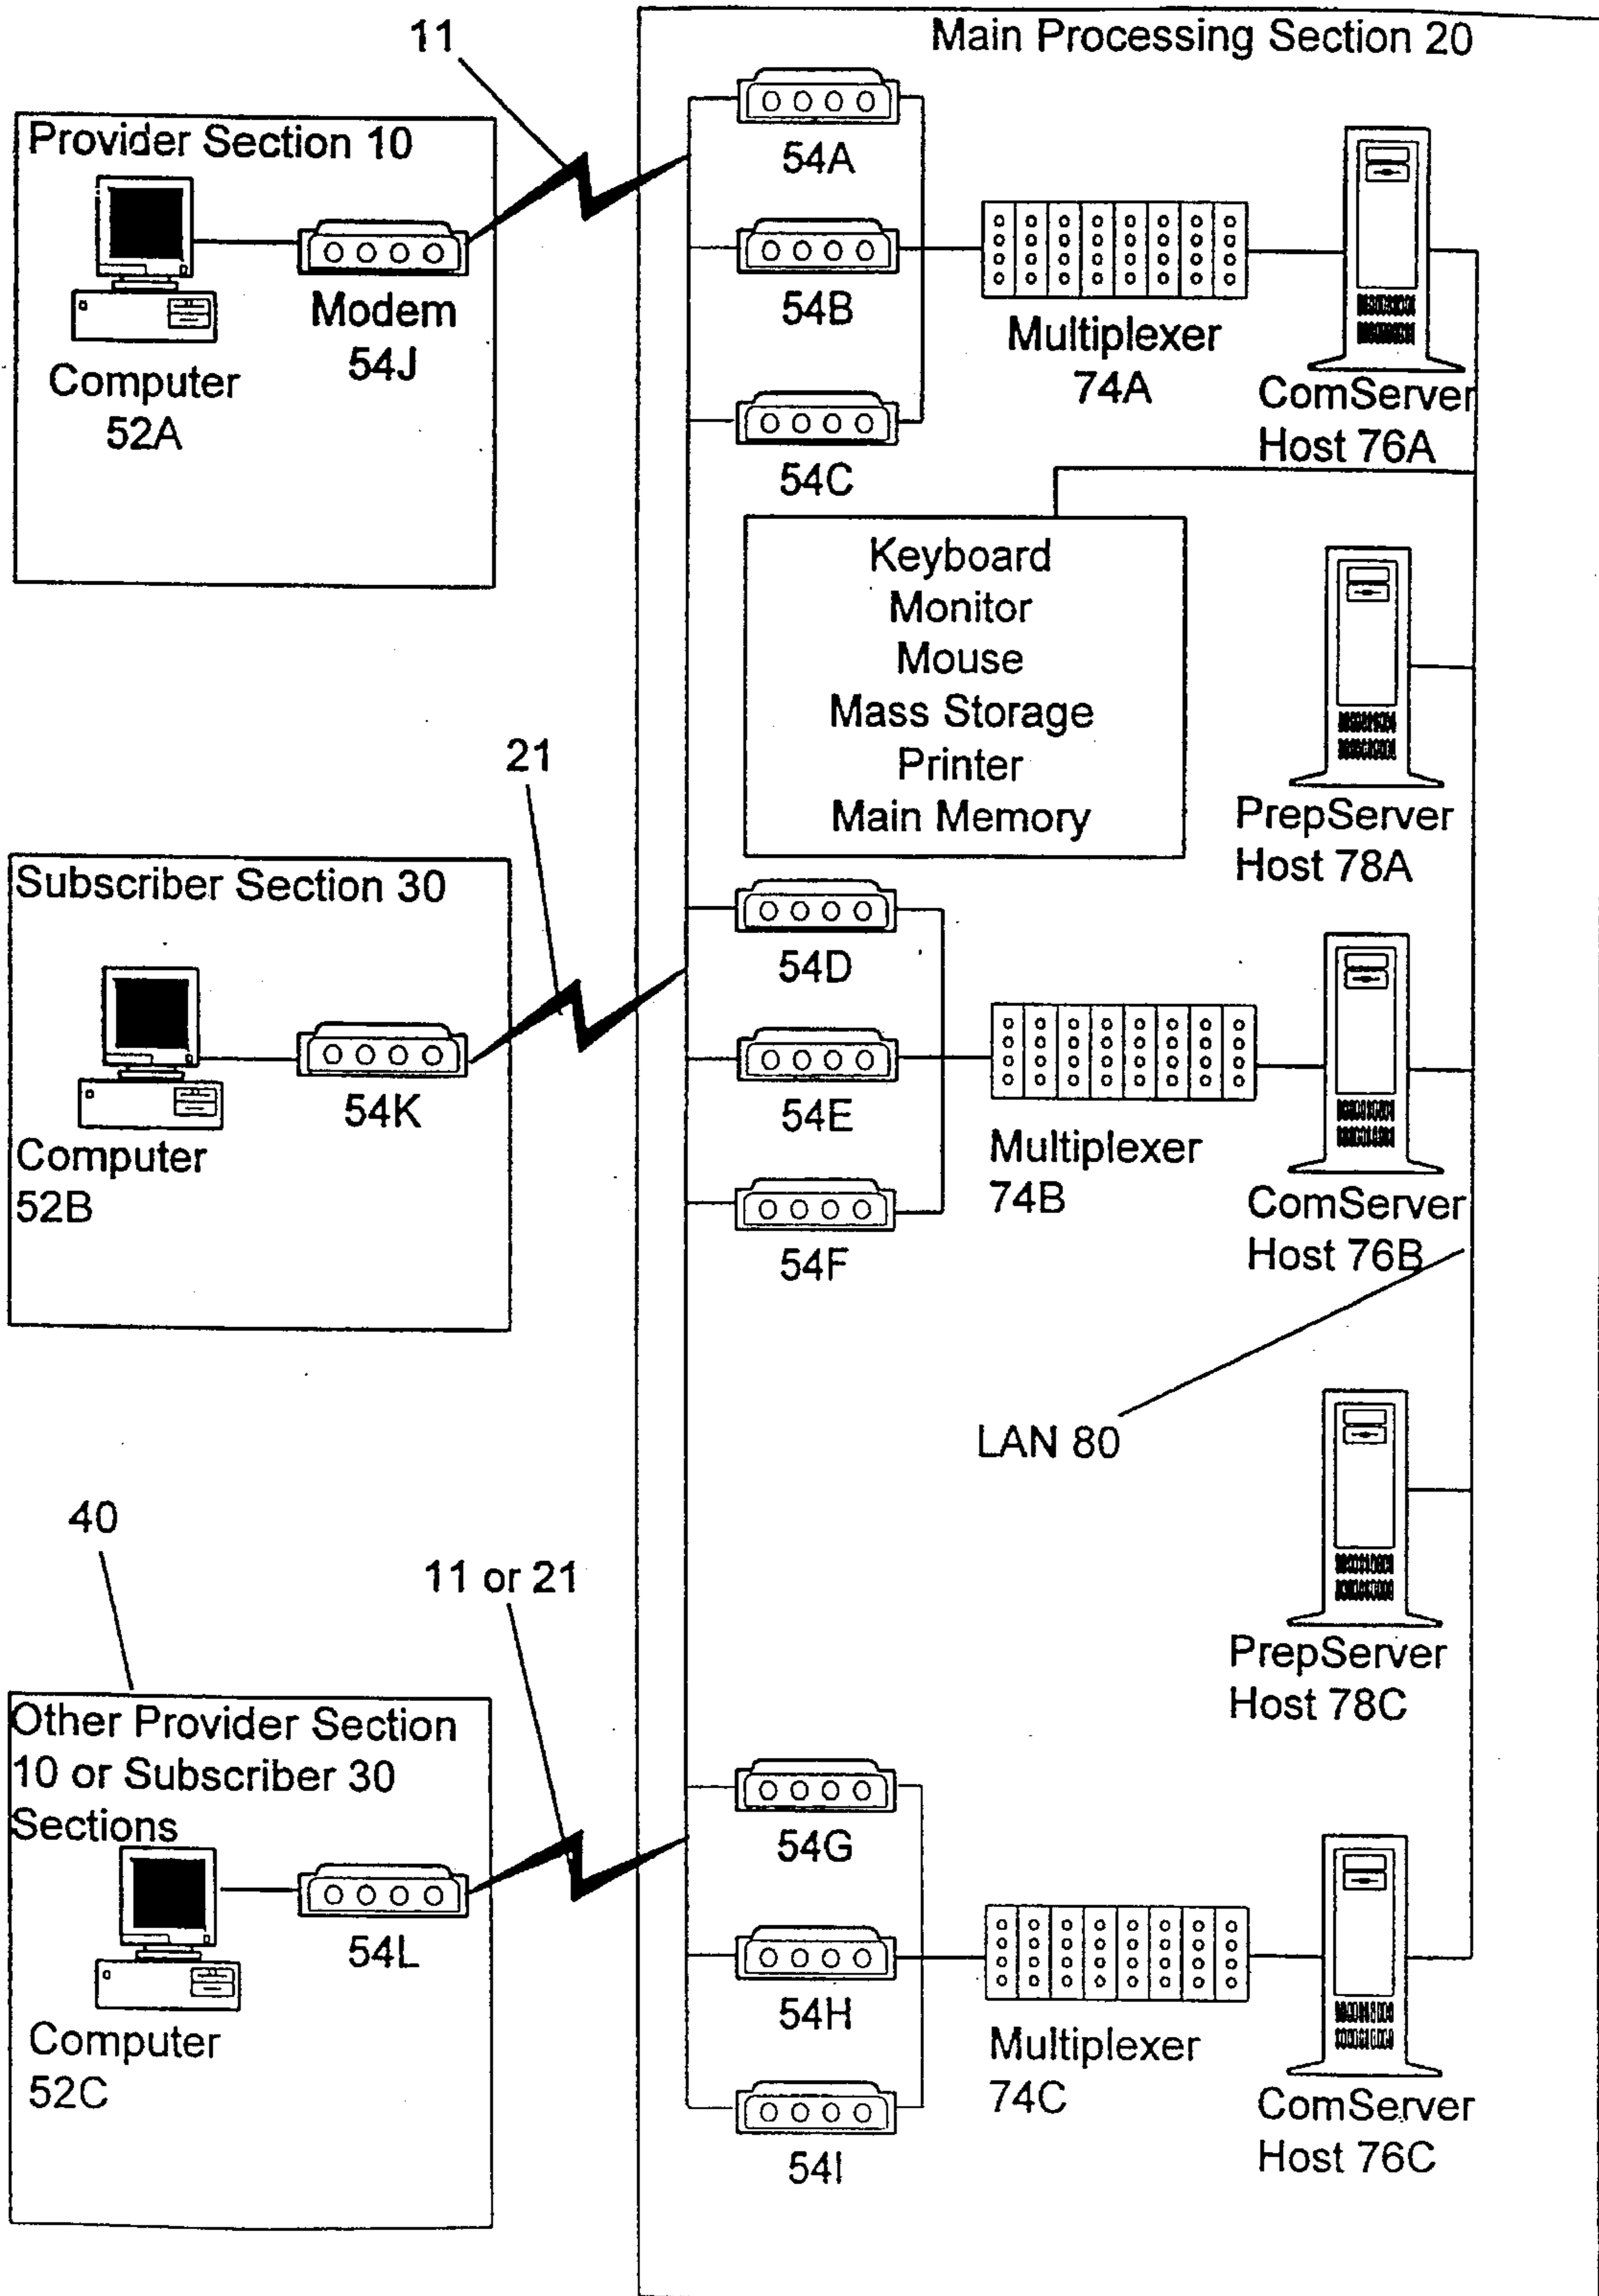 11
Main Processing Section 20
Provider Section 10
Computer
52A
Modem
54J
54A
54B
54C
Multiplexer
74A
ComServer
Host 76A
Keyboard
Monitor
Mouse
Mass Storage
Printer
Main Memory
PrepServer
Host 78A
21
Subscriber Section 30
Computer
52B
54K
54D
54E
54F
Multiplexer
74B
ComServer
Host 76B
LAN 80
PrepServer
Host 78C
40
11 or 21
Other Provider Section
10 or Subscriber 30
Sections
Computer
52C
54L
54G
54H
54I
Multiplexer
74C
ComServer
Host 76C